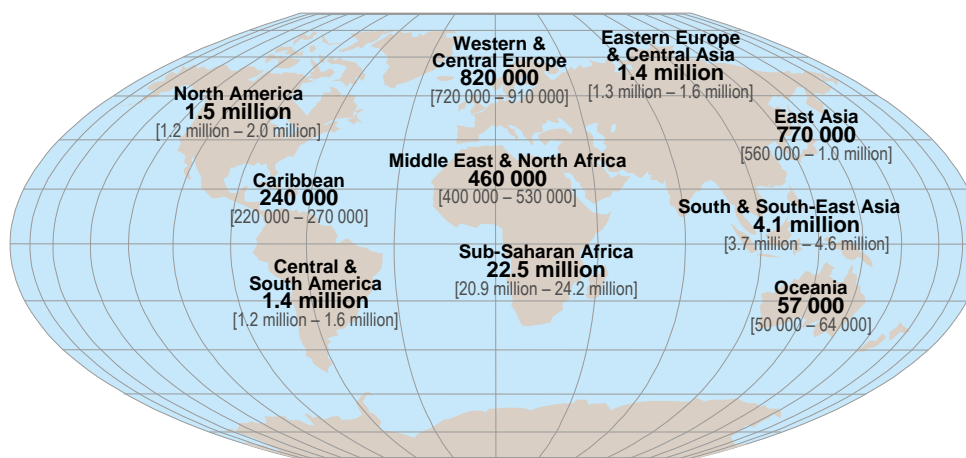 Western &
Central Europe
820 000
[720 000 – 910 000]
Eastern Europe
& Central Asia
1.4 million
[1.3 million – 1.6 million]
North America
1.5 million
[1.2 million – 2.0 million]
East Asia
770 000
[560 000 – 1.0 million]
Middle East & North Africa
460 000
[400 000 – 530 000]
Caribbean
240 000
[220 000 – 270 000]
South & South-East Asia
4.1 million
[3.7 million – 4.6 million]
Sub-Saharan Africa
22.5 million
[20.9 million – 24.2 million]
Central &
South America
1.4 million
[1.2 million – 1.6 million]
Oceania
57 000
[50 000 – 64 000]